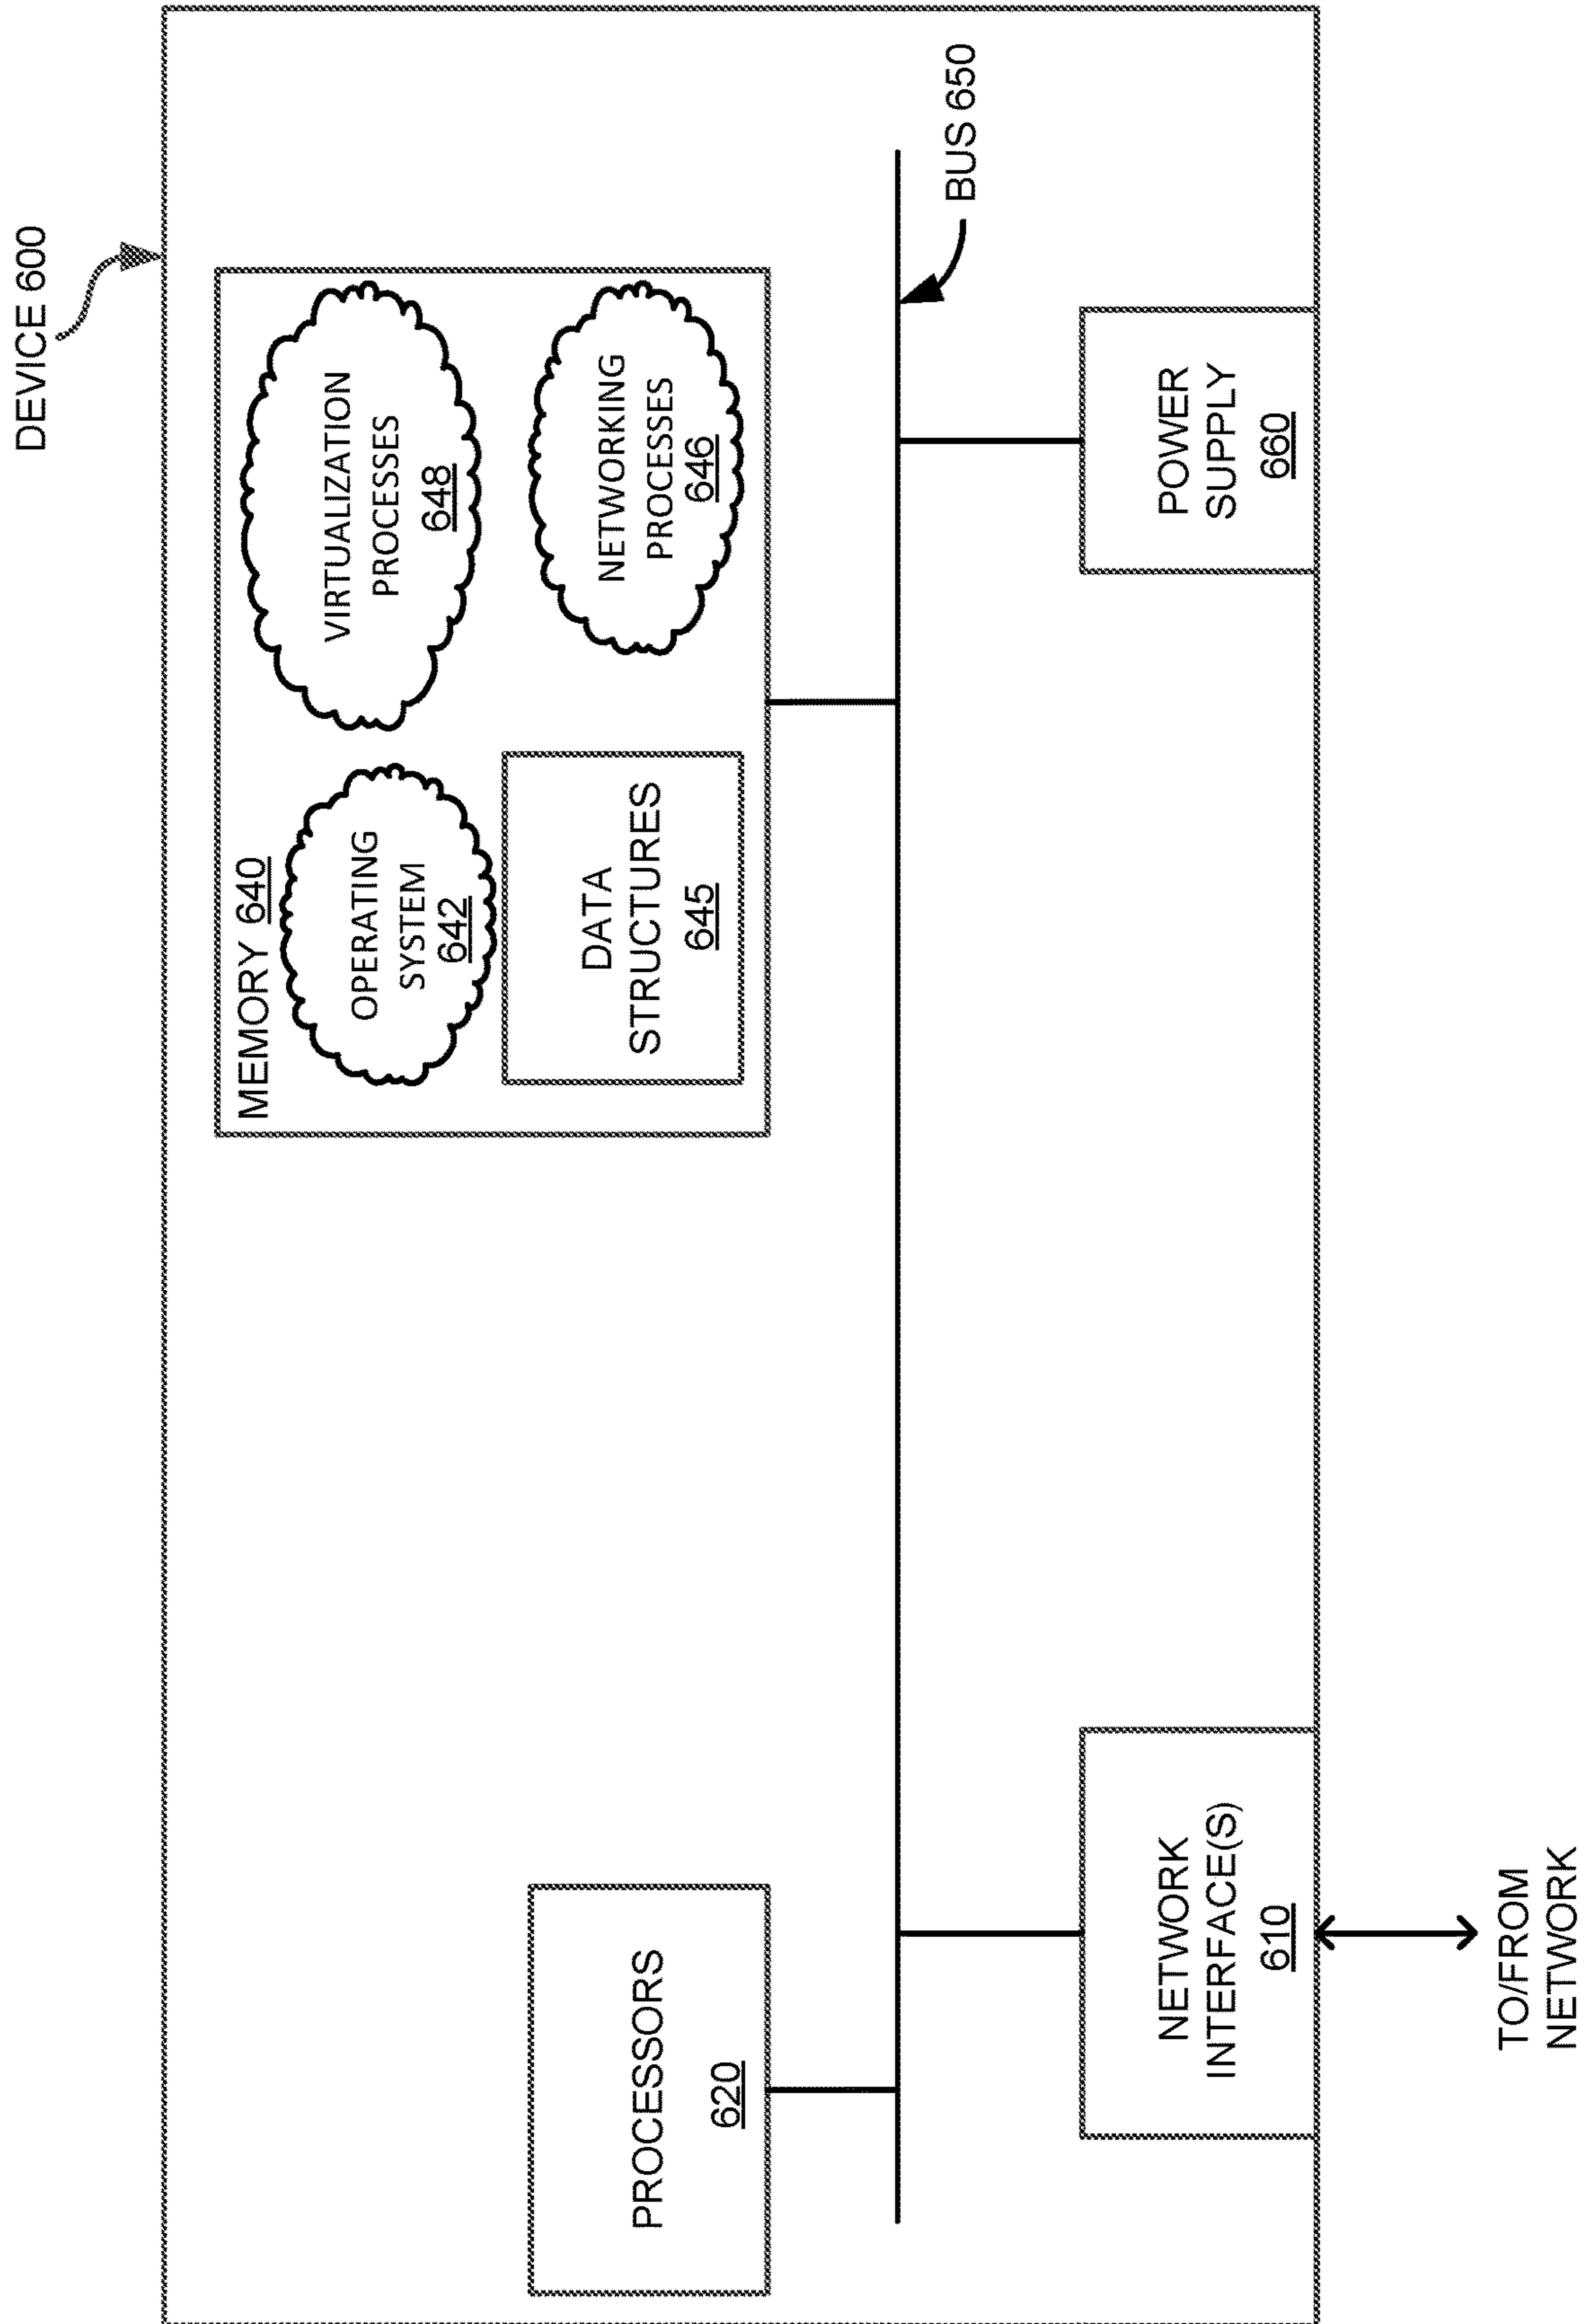 DEVICE 600
MEMORY 640
OPERATING
SYSTEM
642
VIRTUALIZATION
PROCESSES
648
DATA
STRUCTURES
645
NETWORKING
PROCESSES
646
PROCESSORS
620
BUS 650
NETWORK
INTERFACE(S)
610
POWER
SUPPLY
660
TO/FROM
NETWORK